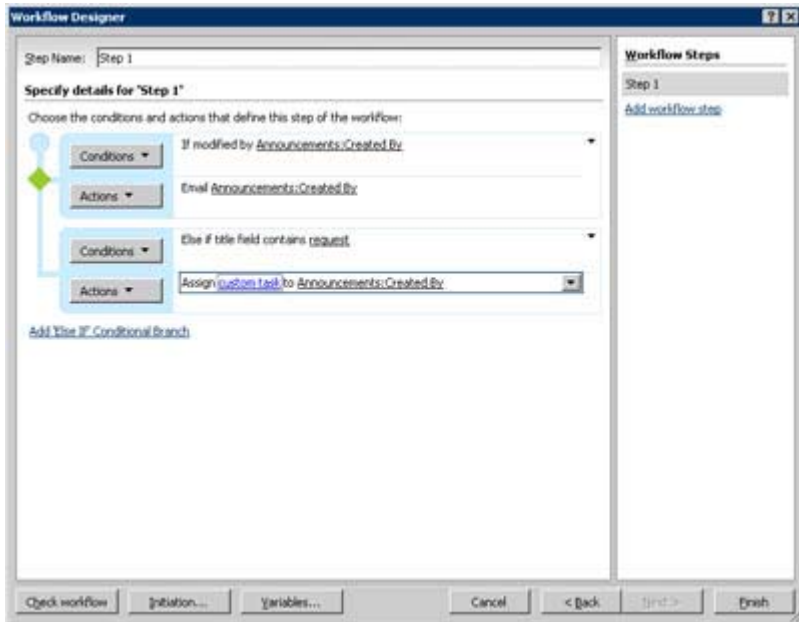 Workflow Designer
Step Name: Step 1
Specify details for 'Step 1'
Choose the conditions and actions that define this step of the workflow:
Conditions
If modified by Announcements:Created By
Actions
Email Announcements:Created By
Conditions
Else if title field contains request
Actions
Assign custom task to Announcements:Created By
Add 'Else If' Conditional Branch
Workflow Steps
Step 1
Add workflow step
Check workflow
Initiation...
Variables...
Cancel
< Back
Next >
Finish